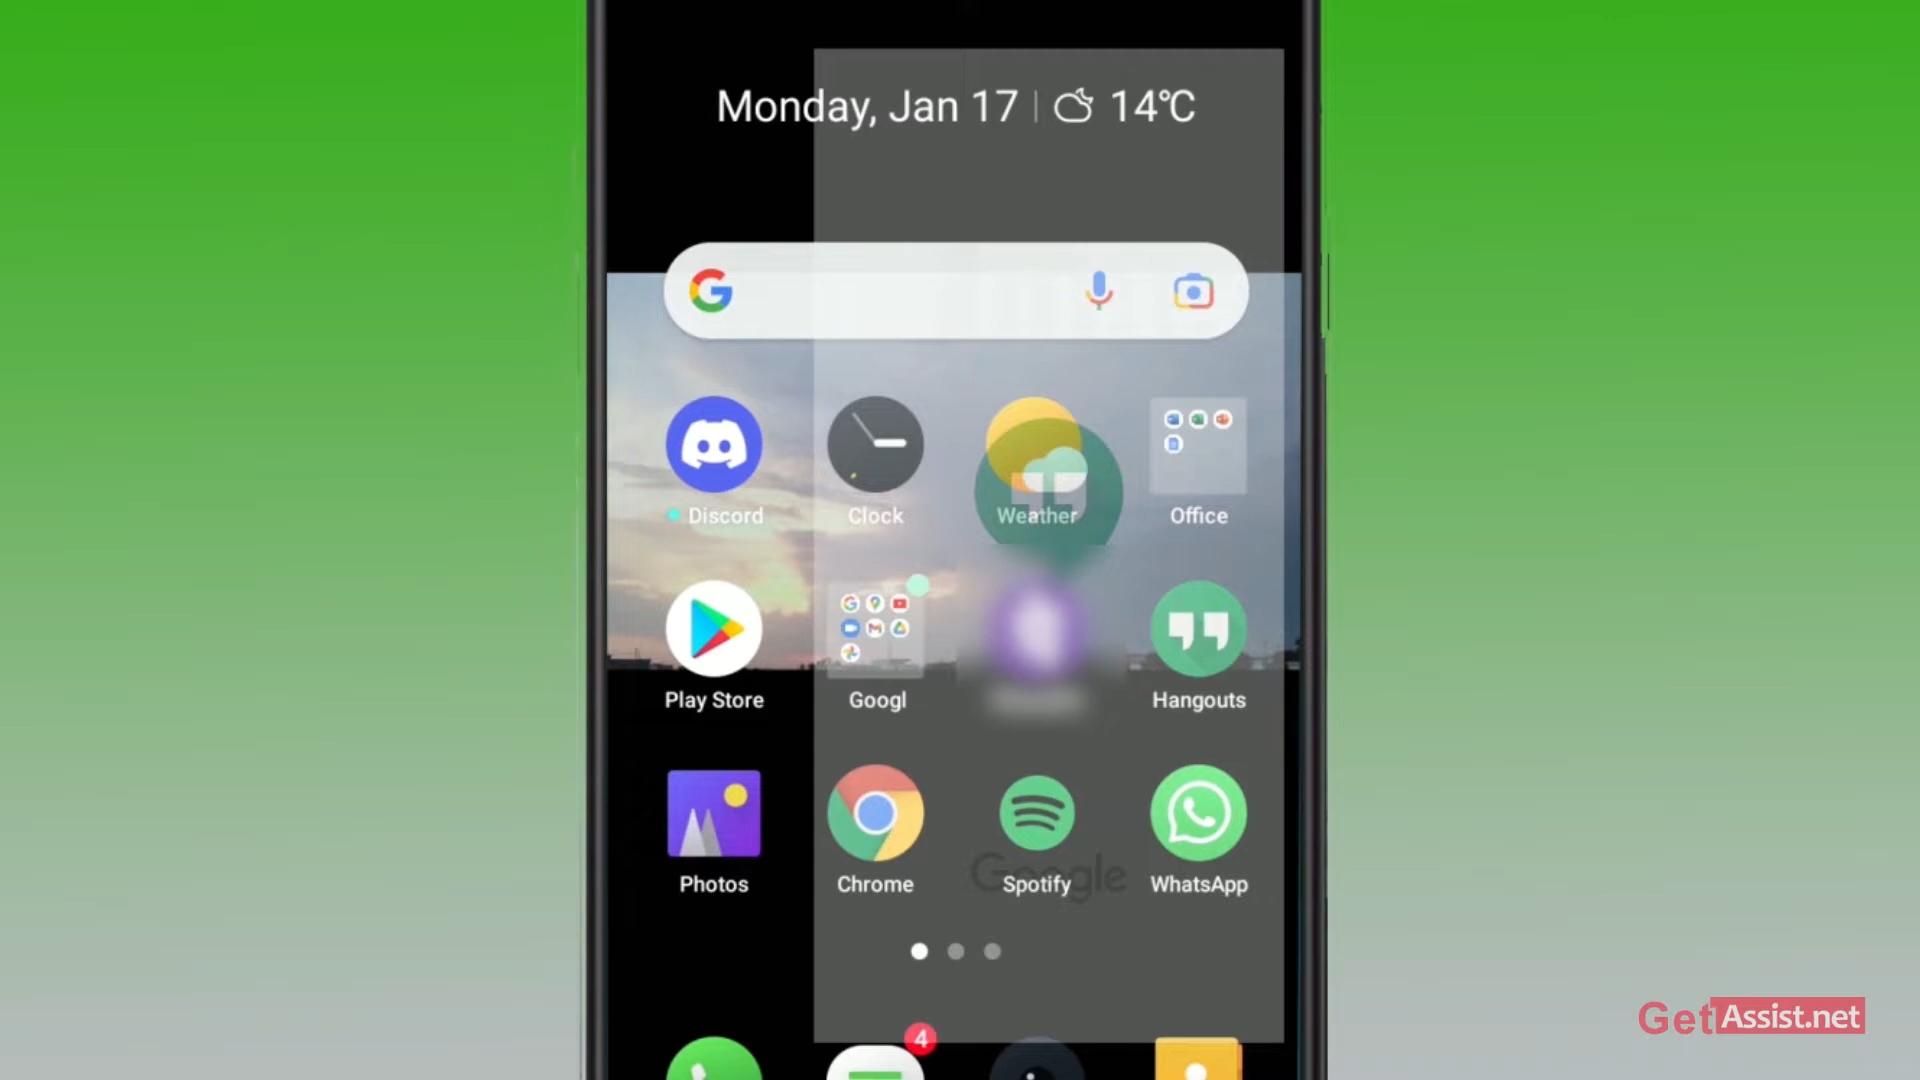 Monday, Jan 17 | 14°C
Discord
Clock
Weather
Office
Play Store
Googl
Hangouts
Photos
Chrome
Spotify
WhatsApp
Google
4
GetAssist.net